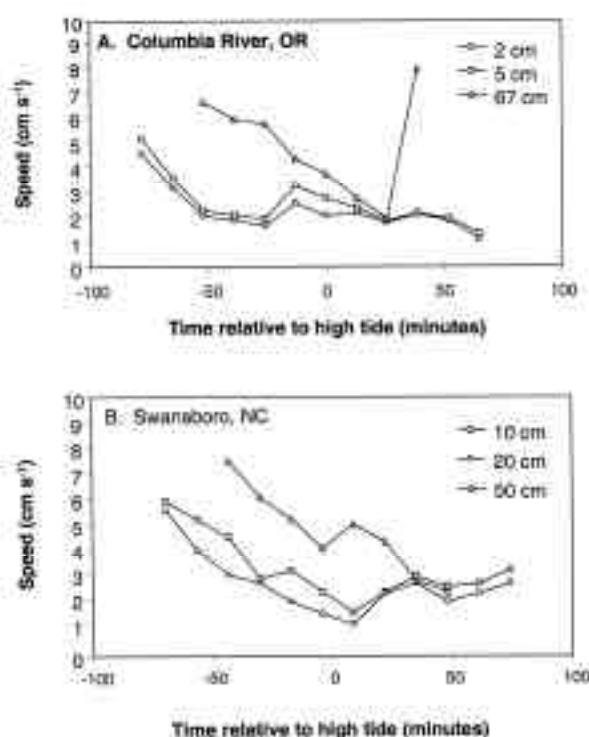 A. Columbia River, OR
2 cm
5 cm
67 cm
Speed (cm s⁻¹)
10
9
8
7
6
5
4
3
2
1
0
-100 -50 0 50 100
Time relative to high tide (minutes)
B. Swansboro, NC
10 cm
20 cm
50 cm
Speed (cm s⁻¹)
10
9
8
7
6
5
4
3
2
1
0
-100 -50 0 50 100
Time relative to high tide (minutes)